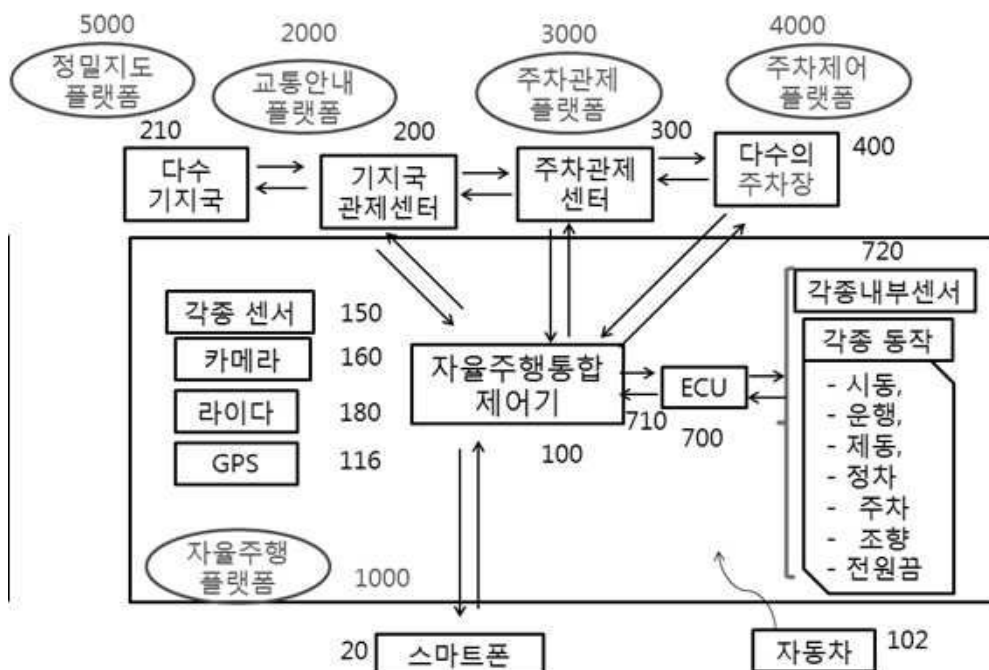 5000
2000
3000
4000
정밀지도
플랫폼
교통안내
플랫폼
주차관제
플랫폼
주차제어
플랫폼
210
200
300
400
다수
기지국
기지국
관제센터
주차관제
센터
다수의
주차장
720
각종내부센서
각종 센서
150
카메라
160
라이다
180
GPS
116
자율주행통합
제어기
100
710
ECU
700
각종 동작
- 시동,
- 운행,
- 제동,
- 정차
- 주차
- 조향
- 전원끔
자율주행
플랫폼
1000
20
스마트폰
자동차
102